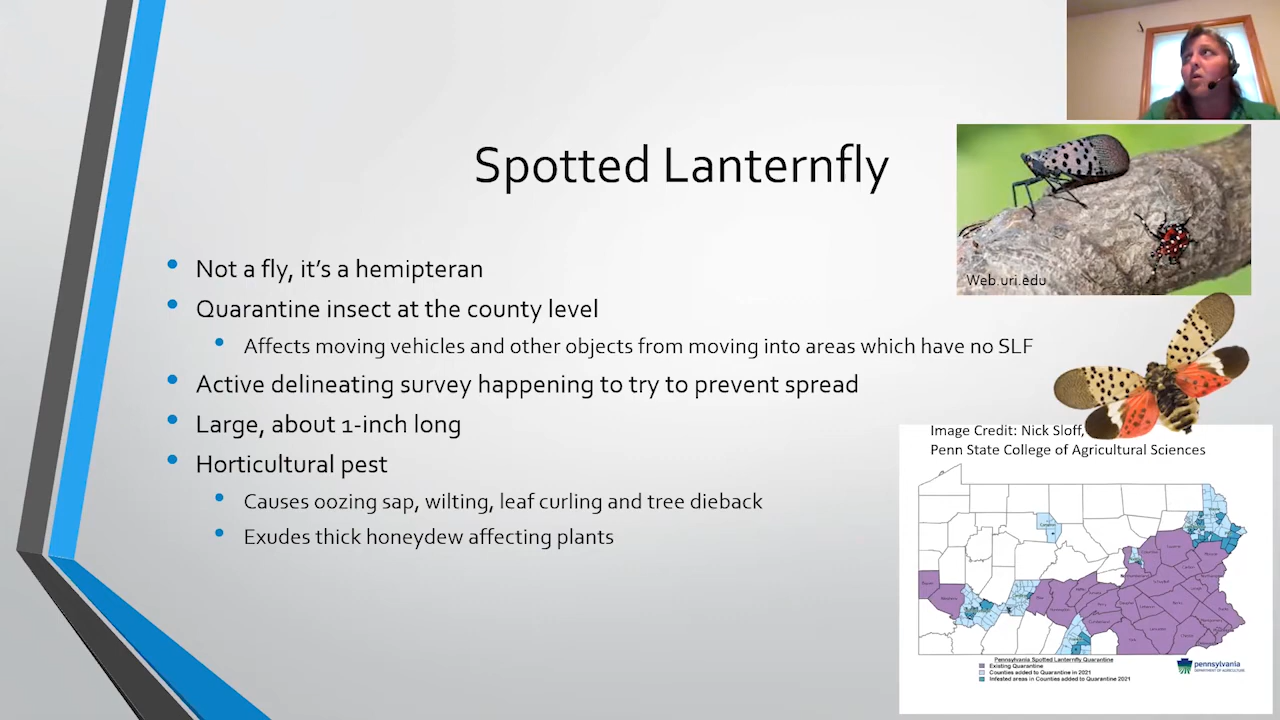 Spotted Lanternfly
Not a fly, it's a hemipteran
Quarantine insect at the county level
Affects moving vehicles and other objects from moving into areas which have no SLF
Active delineating survey happening to try to prevent spread
Large, about 1-inch long
Horticultural pest
Causes oozing sap, wilting, leaf curling and tree dieback
Exudes thick honeydew affecting plants
Web.uri.edu
Image Credit: Nick Sloff,
Penn State College of Agricultural Sciences
Pennsylvania Spotted Lanternfly Quarantine
Existing Quarantine
Counties added to Quarantine in 2021
Infested areas in Counties added to Quarantine 2021
pennsylvania
DEPARTMENT OF AGRICULTURE